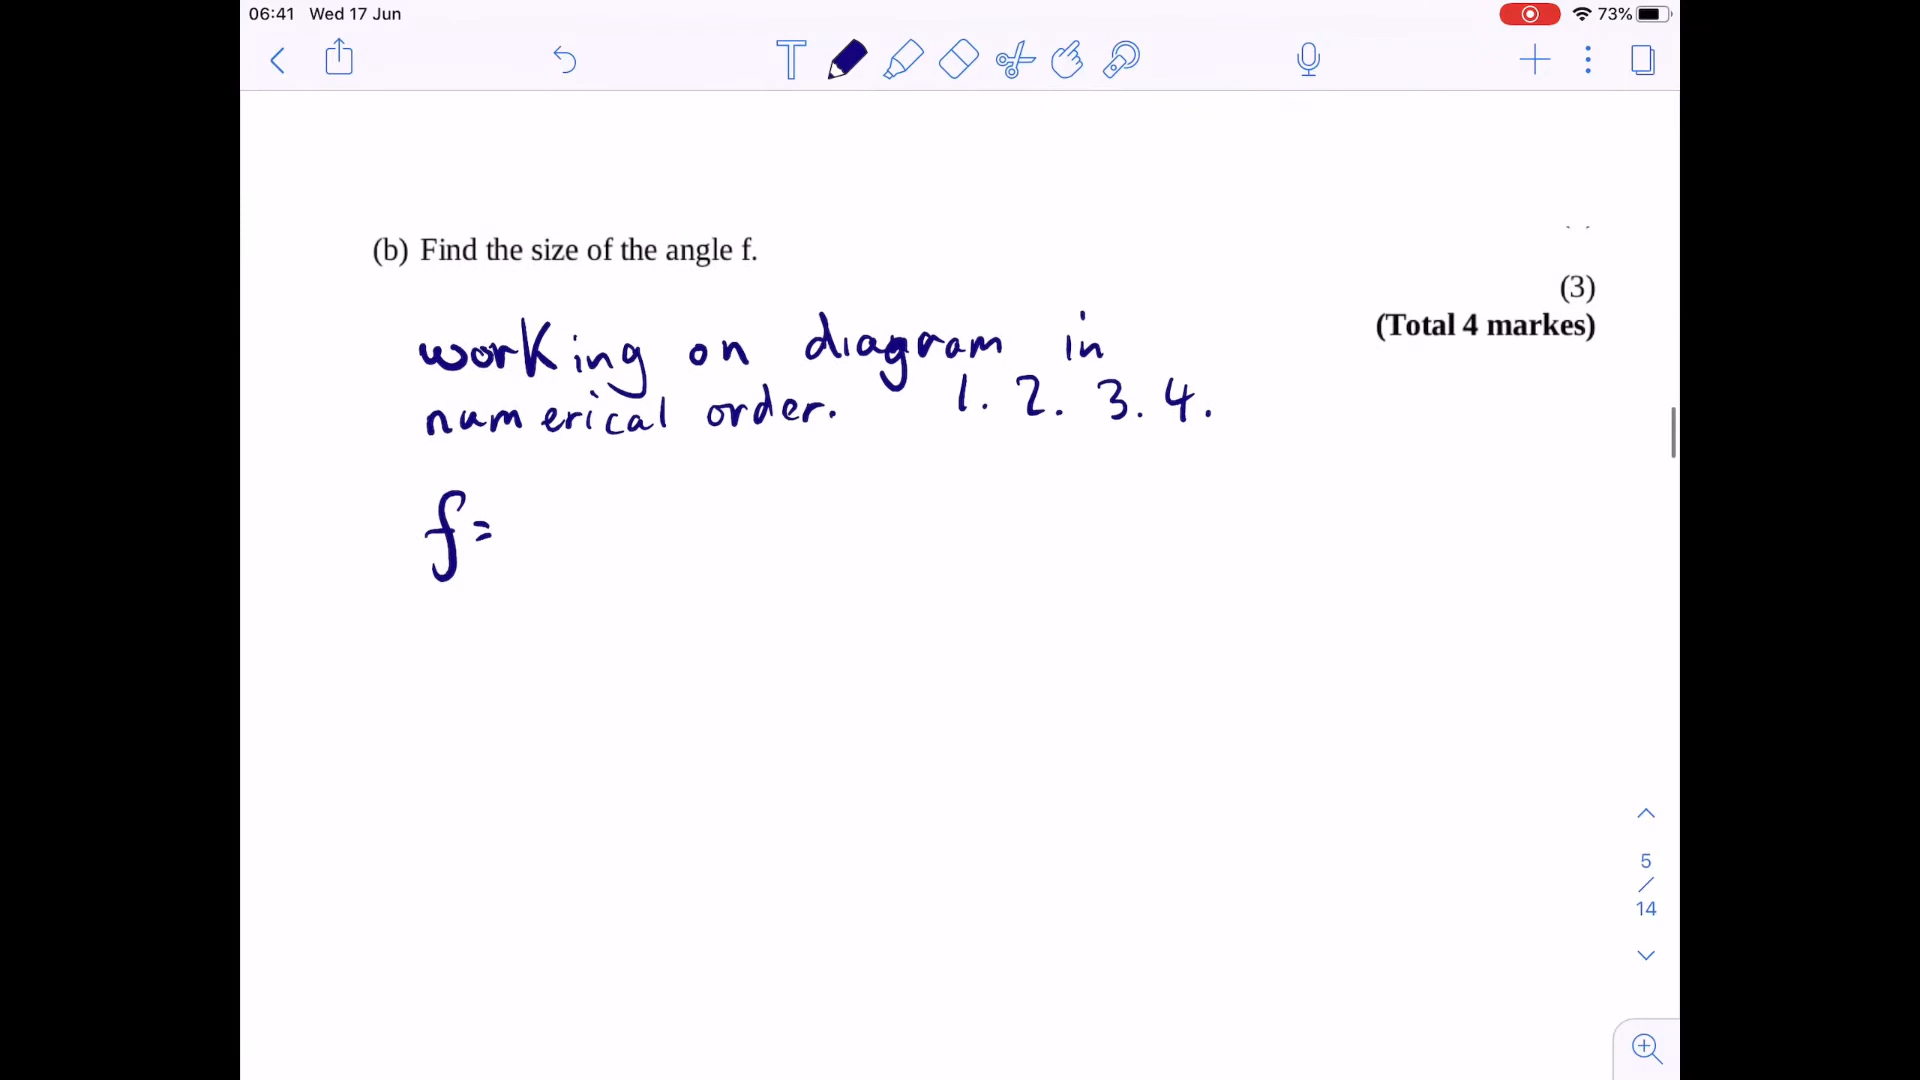 06:41 Wed 17 Jun 73%
T
(b) Find the size of the angle f.
(3)
(Total 4 markes)
working on diagram in
numerical order. 1. 2. 3. 4.
f=
5
/
14